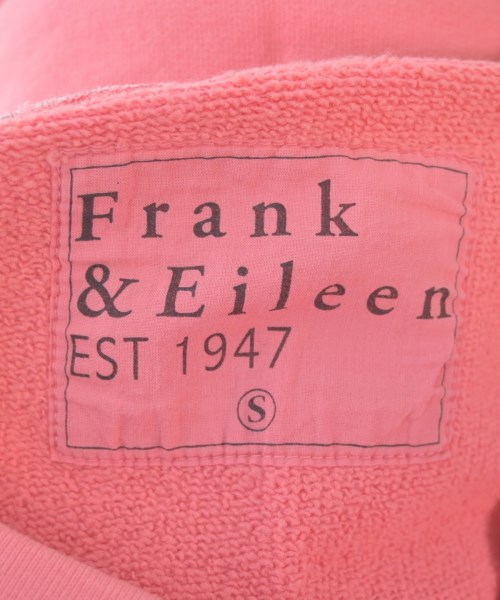 Frank
& Eileen
EST 1947
S